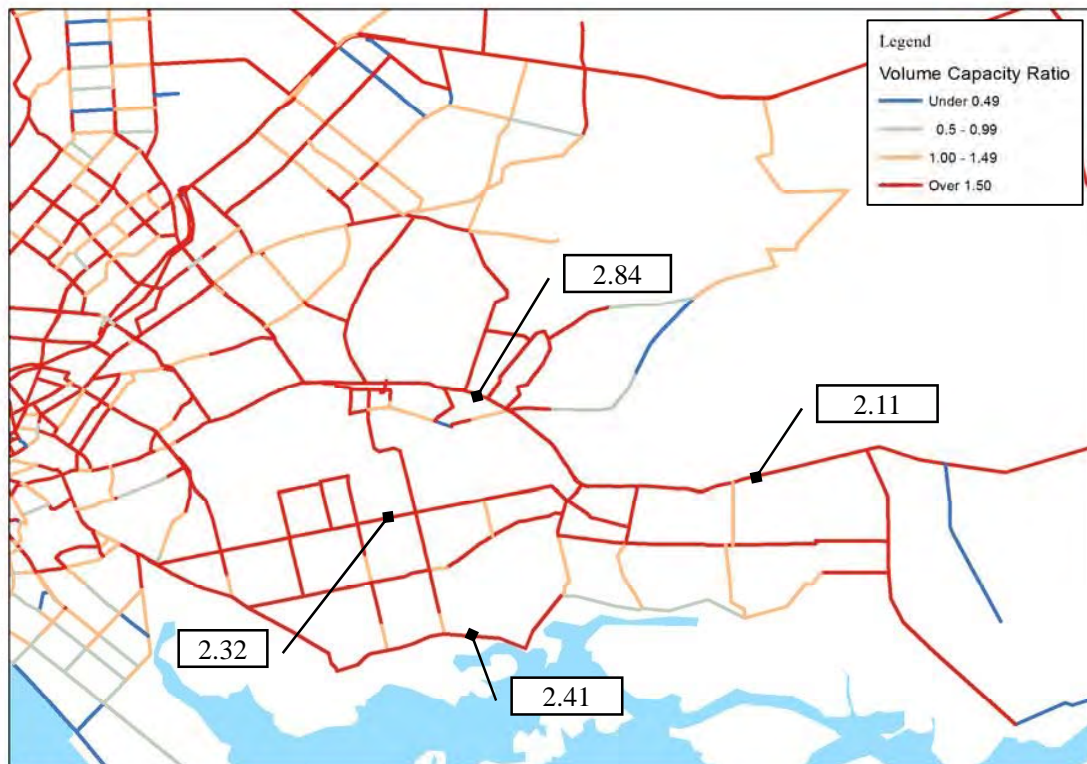 Legend
Volume Capacity Ratio
Under 0.49
0.5 - 0.99
1.00 - 1.49
Over 1.50
2.84
2.11
2.32
2.41